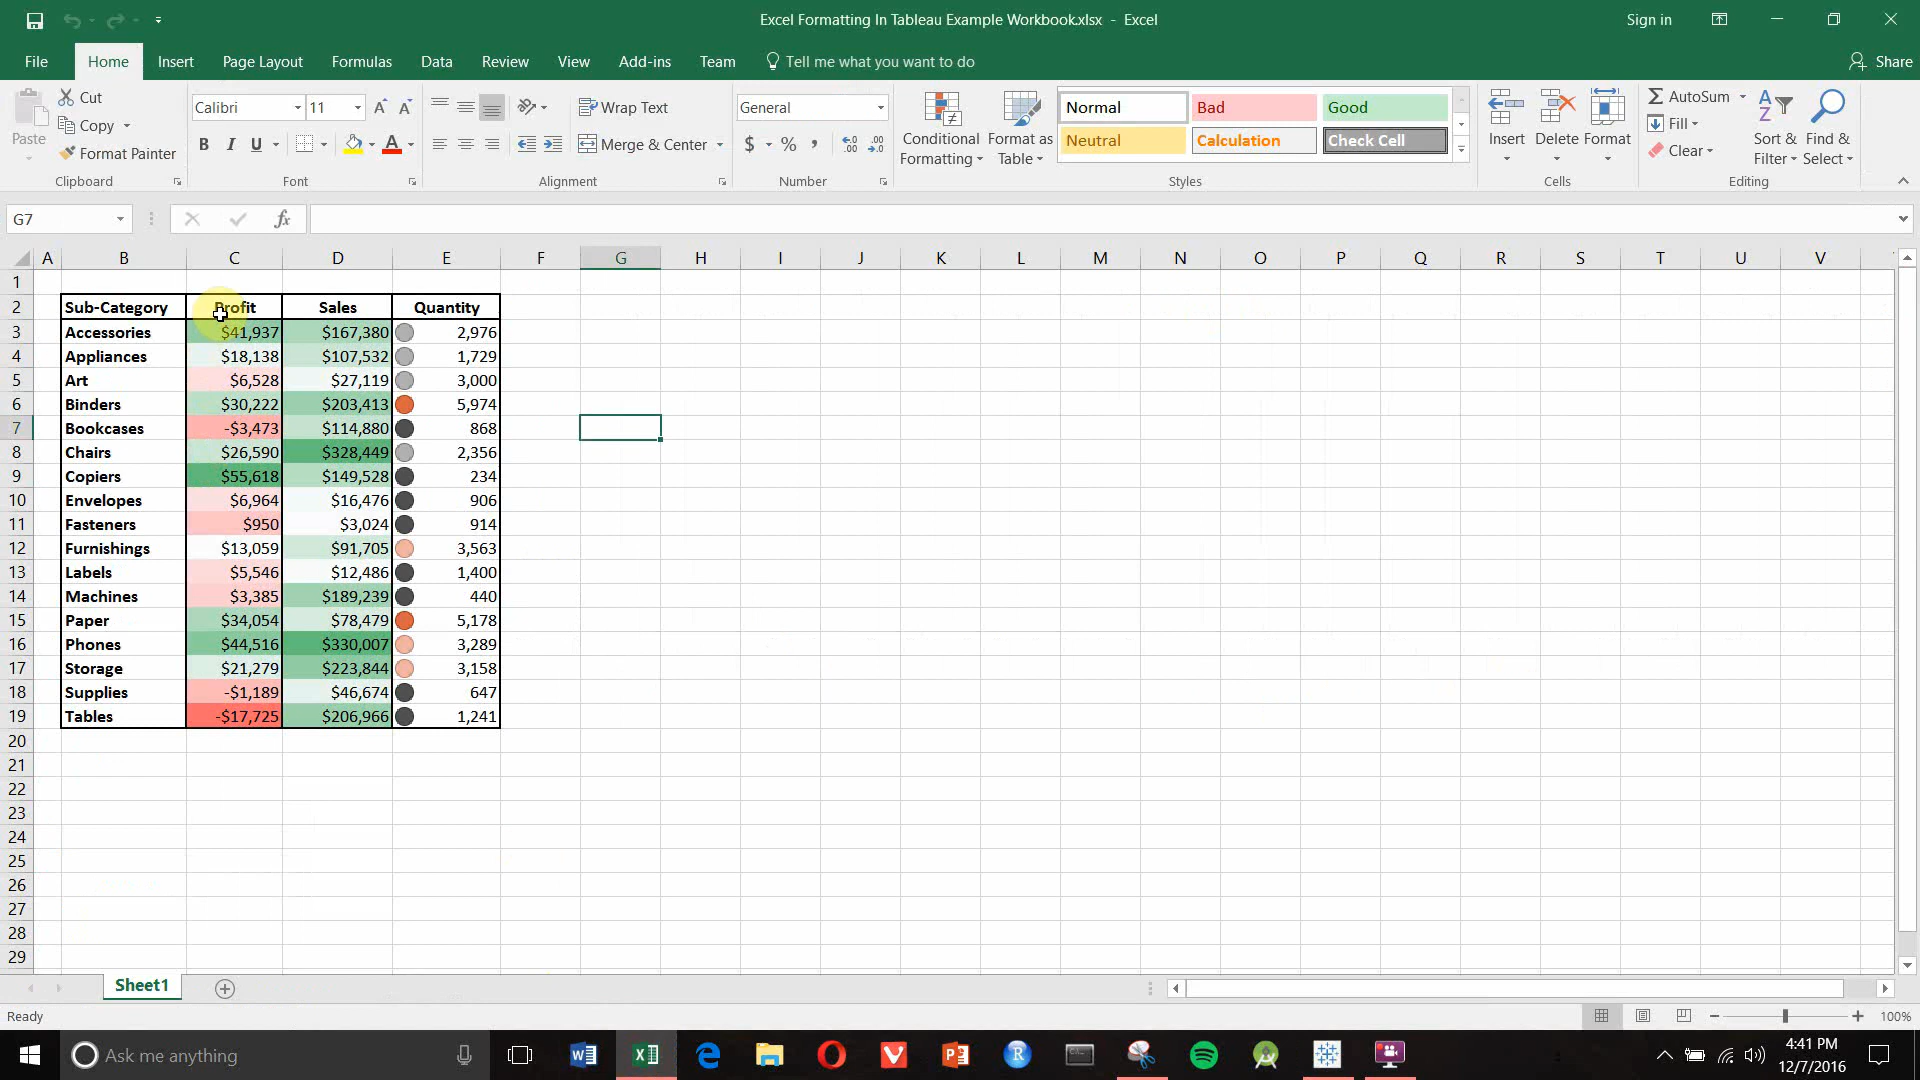 Excel Formatting In Tableau Example Workbook.xlsx - Excel
Sign in
File Home Insert Page Layout Formulas Data Review View Add-ins Team Tell me what you want to do
Share
Paste
Cut
Copy
Format Painter
Clipboard
Calibri 11
B I U A
Font
Wrap Text
Merge & Center
Alignment
General
$ % ,
Number
Conditional Formatting
Format as Table
Normal Bad Good
Neutral Calculation Check Cell
Styles
Insert Delete Format
Cells
AutoSum
Fill
Clear
Sort & Filter
Find & Select
Editing
G7
fx
A B C D E F G H I J K L M N O P Q R S T U V
1
2 Sub-Category Profit Sales Quantity
3 Accessories $41,937 $167,380 2,976
4 Appliances $18,138 $107,532 1,729
5 Art $6,528 $27,119 3,000
6 Binders $30,222 $203,413 5,974
7 Bookcases -$3,473 $114,880 868
8 Chairs $26,590 $328,449 2,356
9 Copiers $55,618 $149,528 234
10 Envelopes $6,964 $16,476 906
11 Fasteners $950 $3,024 914
12 Furnishings $13,059 $91,705 3,563
13 Labels $5,546 $12,486 1,400
14 Machines $3,385 $189,239 440
15 Paper $34,054 $78,479 5,178
16 Phones $44,516 $330,007 3,289
17 Storage $21,279 $223,844 3,158
18 Supplies -$1,189 $46,674 647
19 Tables -$17,725 $206,966 1,241
20
21
22
23
24
25
26
27
28
29
Sheet1
Ready
100%
Ask me anything
4:41 PM
12/7/2016